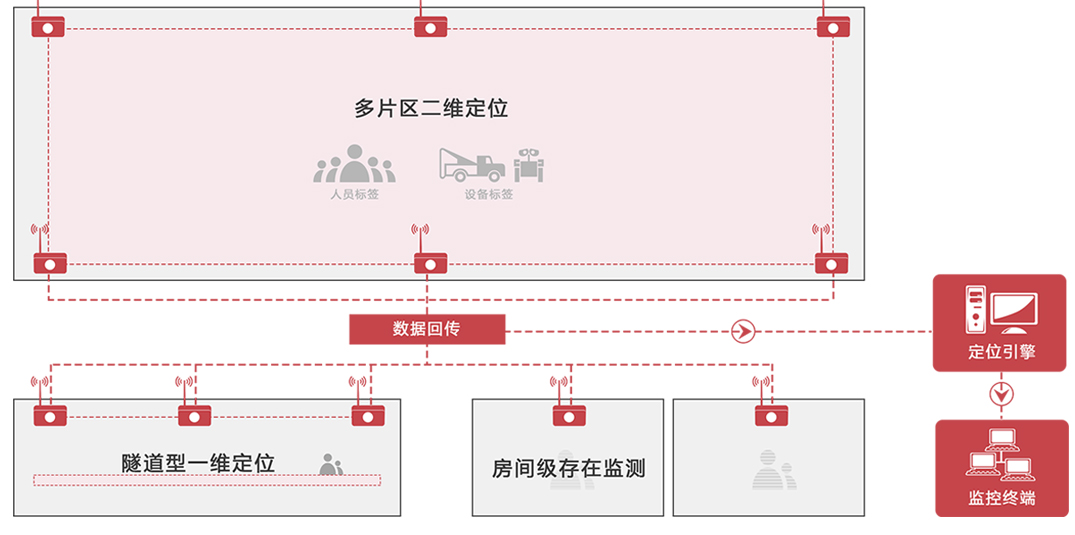 多片区二维定位
人员标签
设备标签
数据回传
定位引擎
隧道型一维定位
房间级存在监测
监控终端